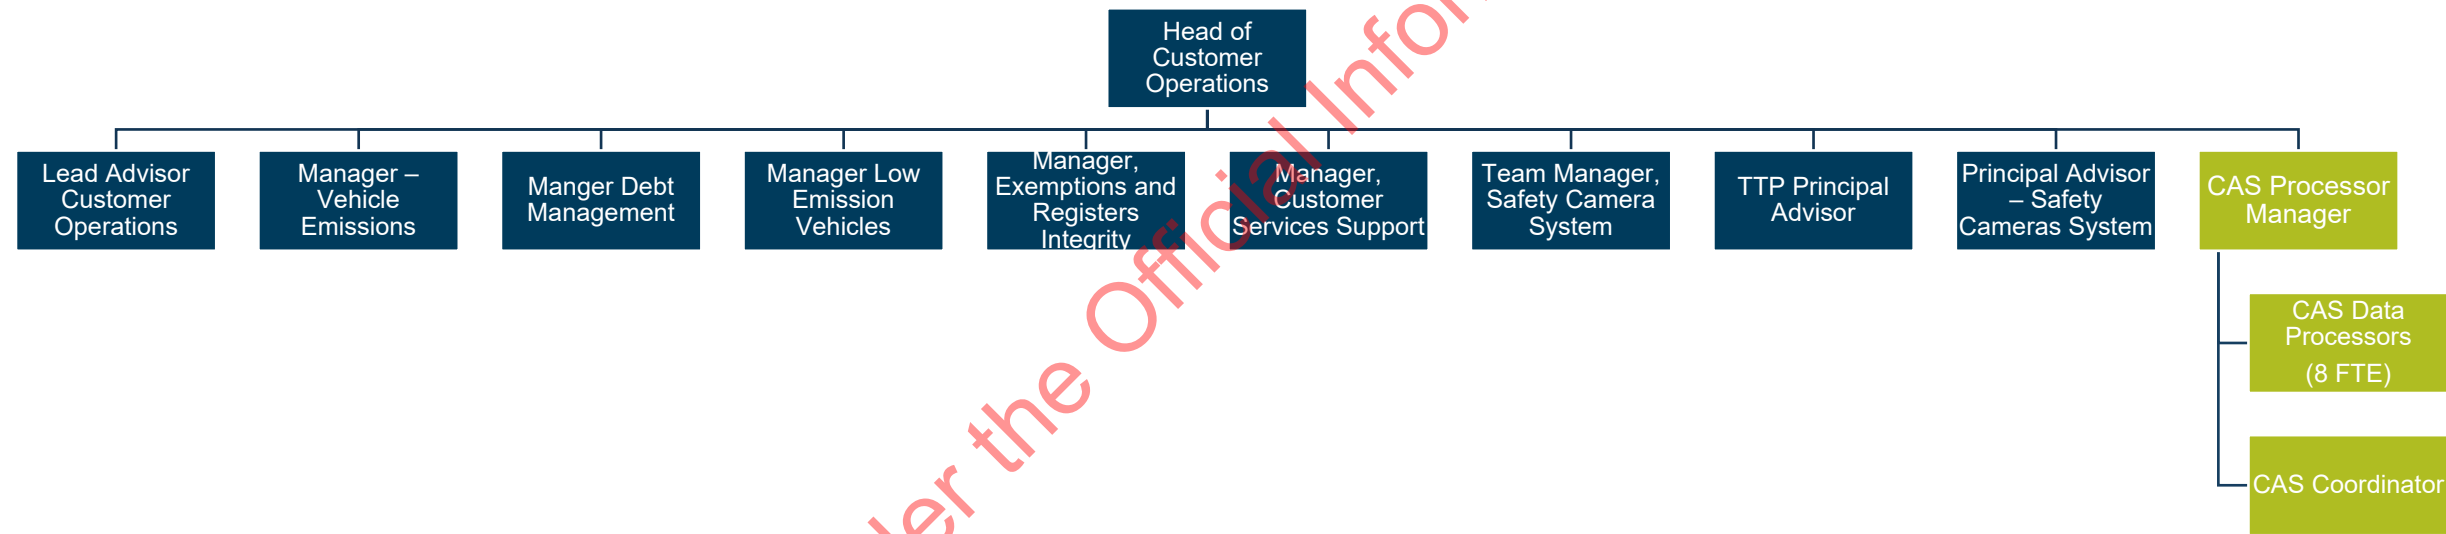 Head of
Customer
Operations
Lead Advisor
Customer
Operations
Manager –
Vehicle
Emissions
Manger Debt
Management
Manager Low
Emission
Vehicles
Manager,
Exemptions and
Registers
Integrity
Manager,
Customer
Services Support
Team Manager,
Safety Camera
System
TTP Principal
Advisor
Principal Advisor
– Safety
Cameras System
CAS Processor
Manager
CAS Data
Processors
(8 FTE)
CAS Coordinator
the Official